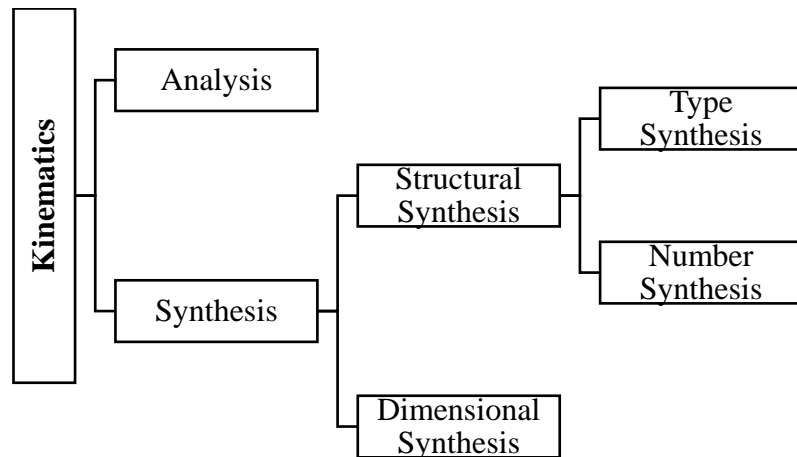 Kinematics
Analysis
Synthesis
Structural
Synthesis
Dimensional
Synthesis
Type
Synthesis
Number
Synthesis